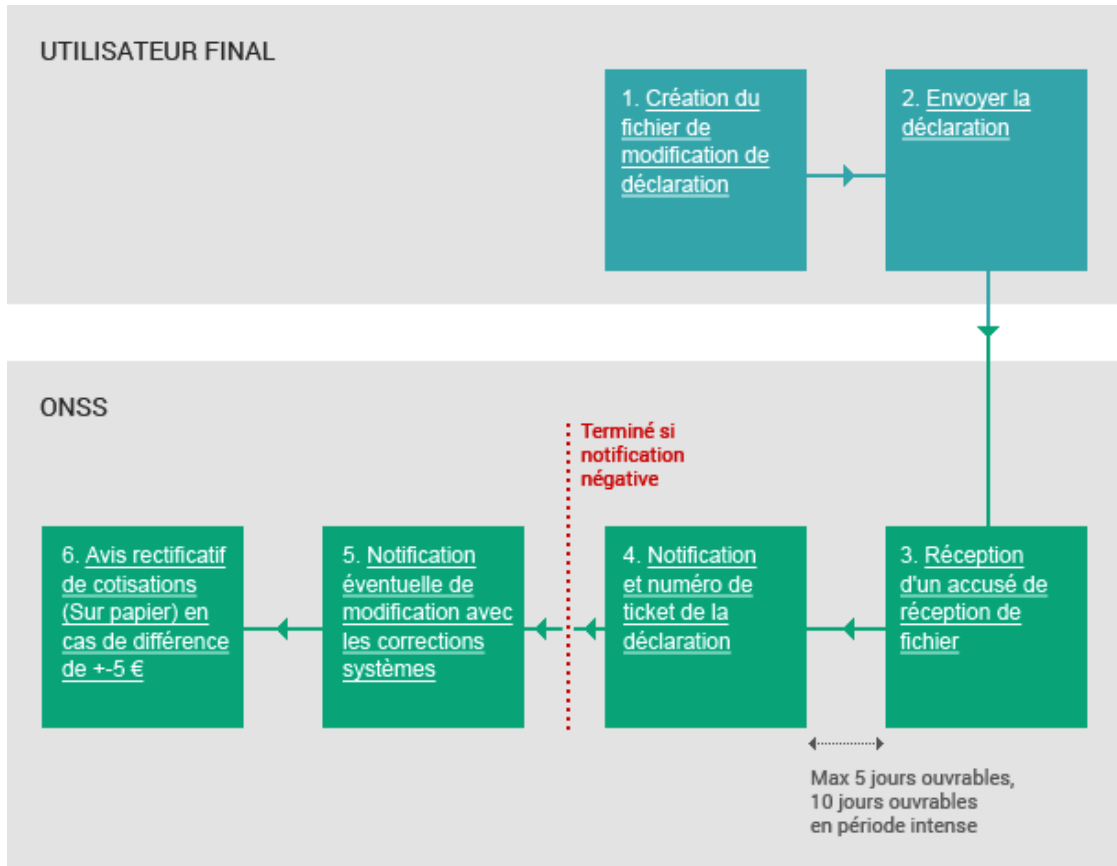 UTILISATEUR FINAL
1. Création du
fichier de
modification de
déclaration
2. Envoyer la
déclaration
ONSS
Terminé si
notification
négative
6. Avis rectificatif
de cotisations
(Sur papier) en
cas de différence
de +-5 €
5. Notification
éventuelle de
modification avec
les corrections
systèmes
4. Notification
et numéro de
ticket de la
déclaration
3. Réception
d'un accusé de
réception de
fichier
Max 5 jours ouvrables,
10 jours ouvrables
en période intense